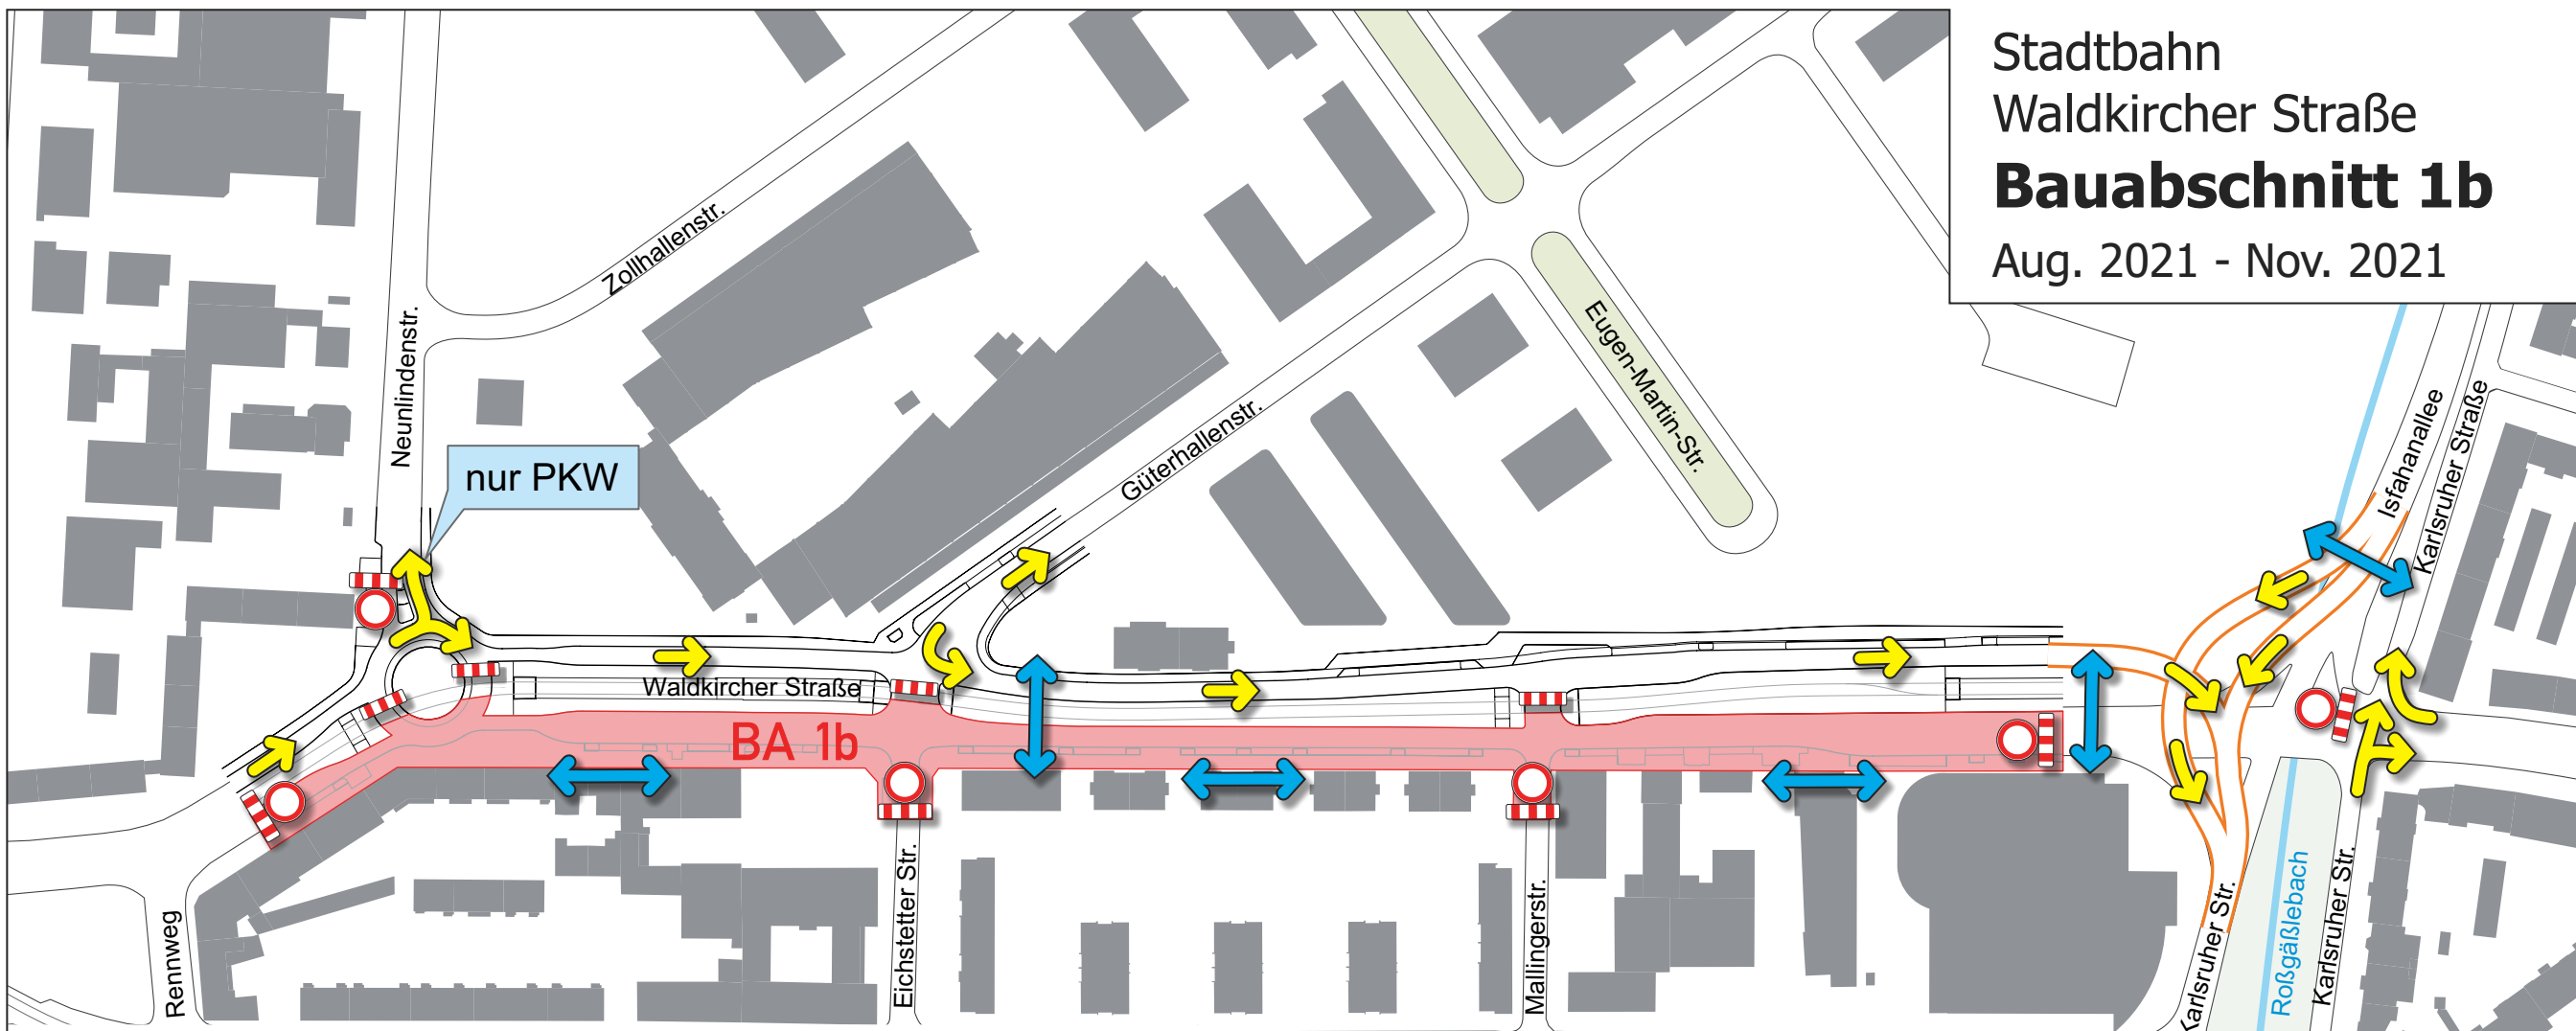 Stadtbahn
Waldkircher Straße
Bauabschnitt 1b
Aug. 2021 - Nov. 2021
Zollhallenstr.
Neunlindenstr.
nur PKW
Güterhallenstr.
Eugen-Martin-Str.
Isfahanallee
Karlsruher Straße
Waldkircher Straße
BA 1b
Rennweg
Eichstetter Str.
Mallingerstr.
Karlsruher Str.
Roßgäßlebach
Karlsruher Str.